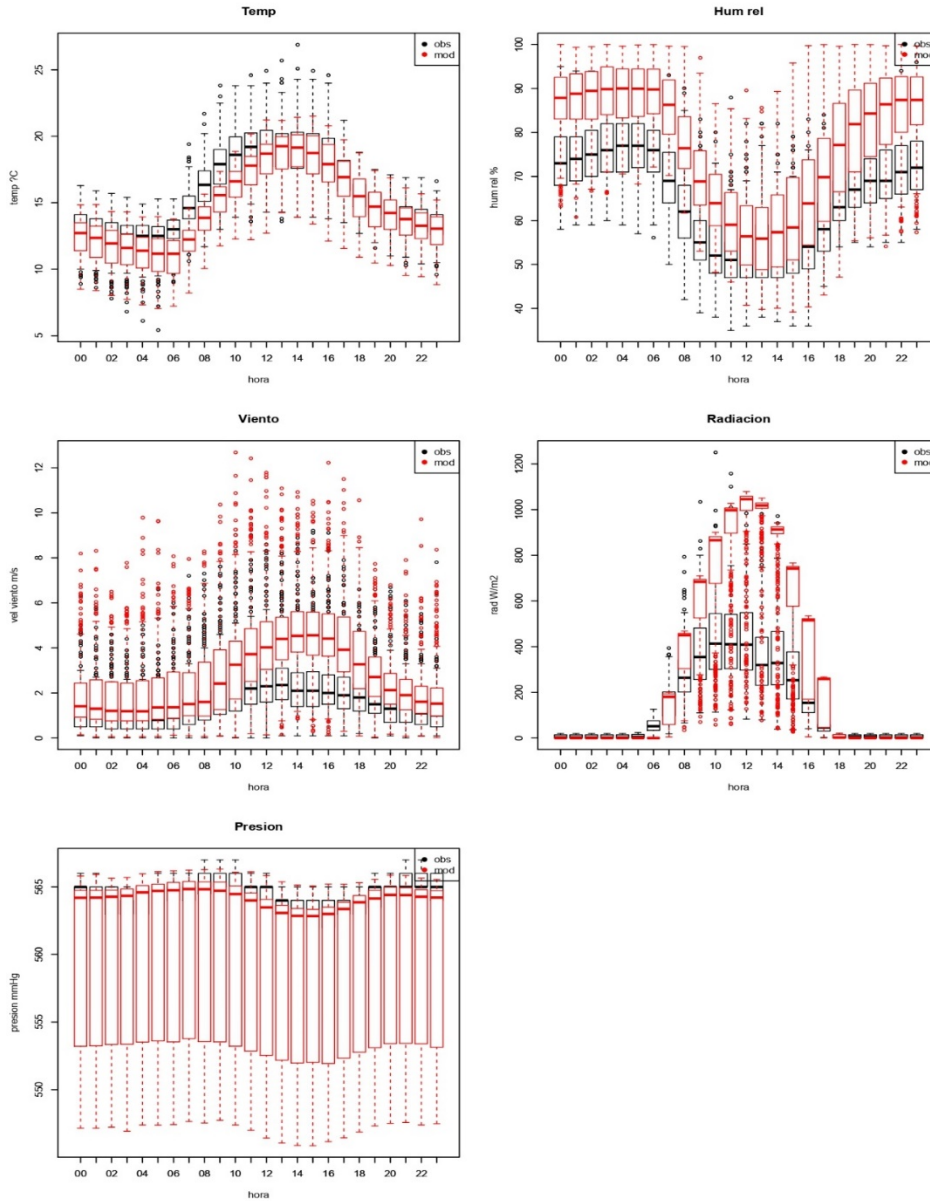 Temp
obs
mod
temp ºC
25
20
15
10
5
00 02 04 06 08 10 12 14 16 18 20 22
hora
Hum rel
obs
mod
hum rel %
100
90
80
70
60
50
40
00 02 04 06 08 10 12 14 16 18 20 22
hora
Viento
obs
mod
vel viento m/s
12
10
8
6
4
2
0
00 02 04 06 08 10 12 14 16 18 20 22
hora
Radiacion
obs
mod
rad W/m2
1200
1000
800
600
400
200
0
00 02 04 06 08 10 12 14 16 18 20 22
hora
Presion
obs
mod
presion mmHg
565
560
555
550
00 02 04 06 08 10 12 14 16 18 20 22
hora